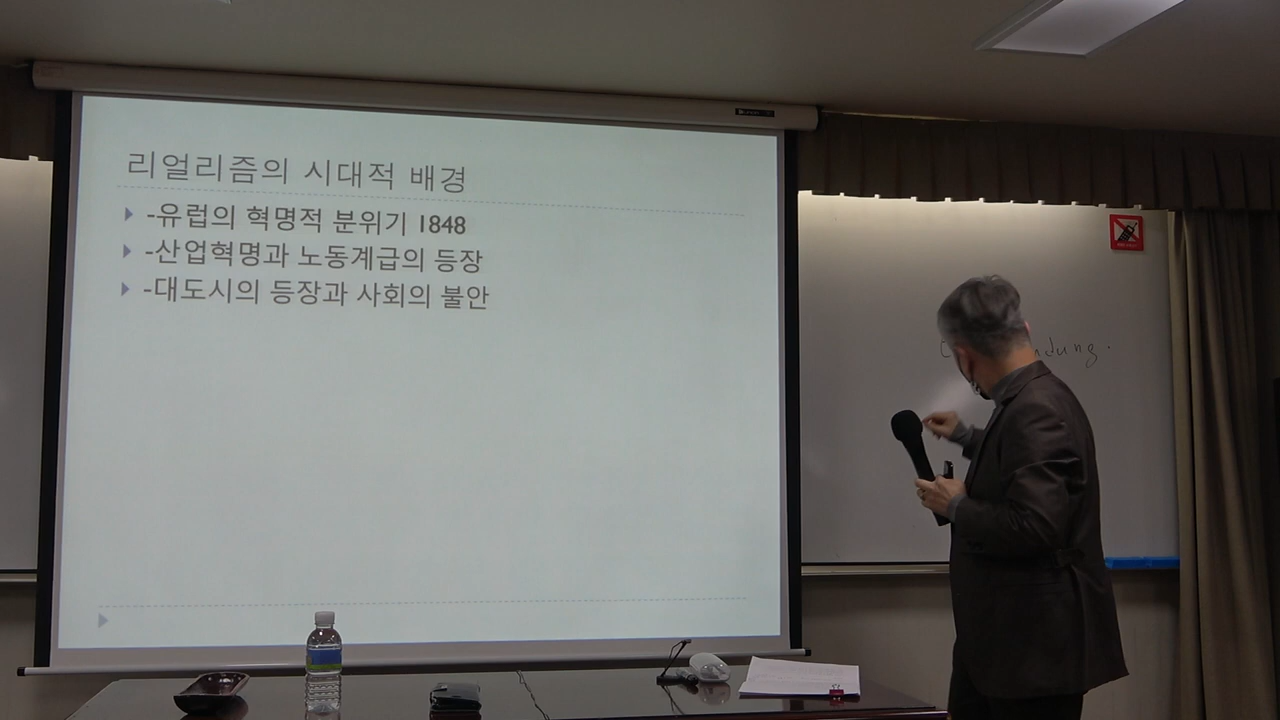 리얼리즘의 시대적 배경
-유럽의 혁명적 분위기 1848
-산업혁명과 노동계급의 등장
-대도시의 등장과 사회의 불안